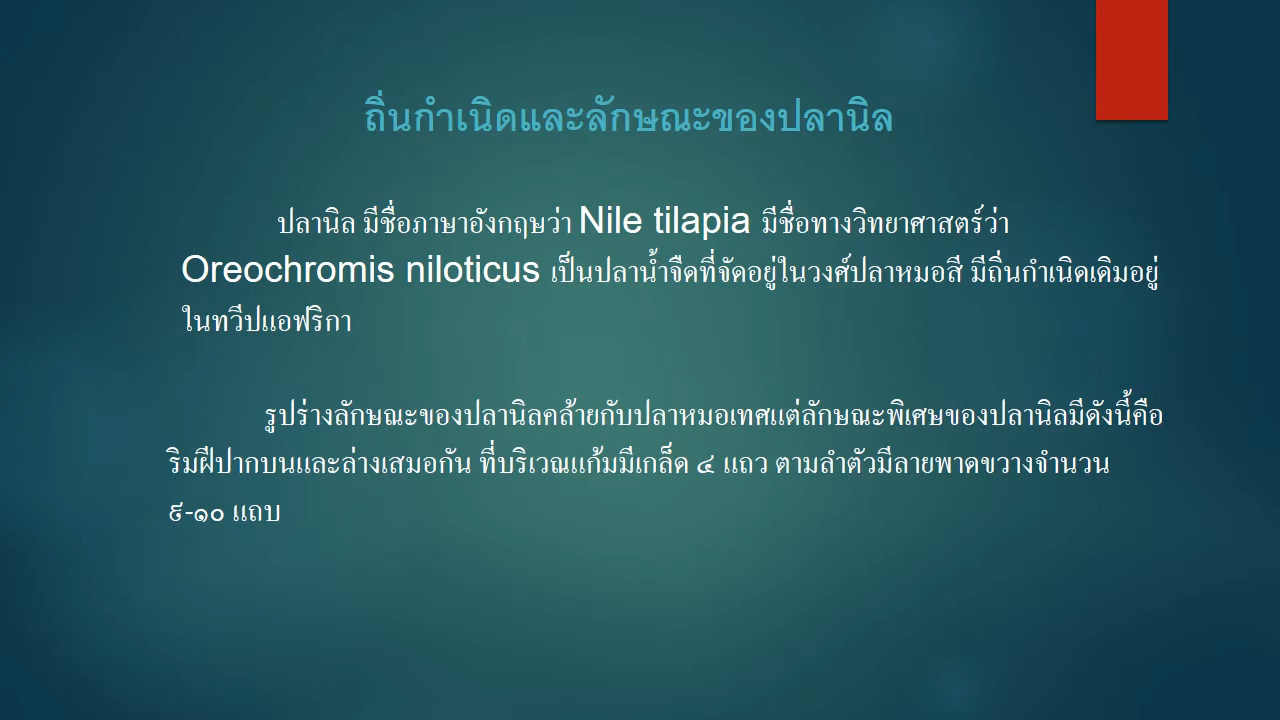 ถิ่นกำเนิดและลักษณะของปลานิล
ปลานิล มีชื่อภาษาอังกฤษว่า Nile tilapia มีชื่อทางวิทยาศาสตร์ว่า
Oreochromis niloticus เป็นปลาน้ำจืดที่จัดอยู่ในวงศ์ปลาหมอสี มีถิ่นกำเนิดเดิมอยู่
ในทวีปแอฟริกา
รูปร่างลักษณะของปลานิลคล้ายกับปลาหมอเทศแต่ลักษณะพิเศษของปลานิลมีดังนี้คือ
ริมฝีปากบนและล่างเสมอกัน ที่บริเวณแก้มมีเกล็ด ๔ แถว ตามลำตัวมีลายพาดขวางจำนวน
๙-๑๐ แถบ